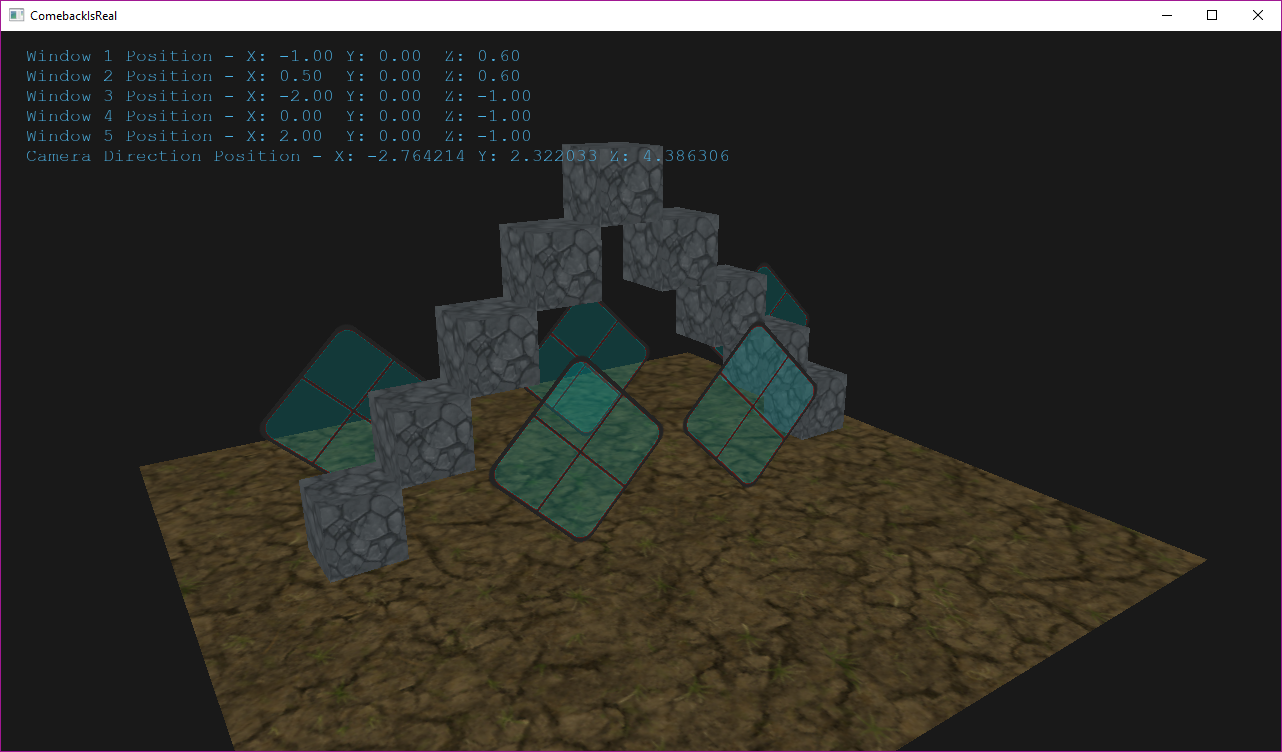 ComebackIsReal
Window 1 Position - X: -1.00 Y: 0.00 Z: 0.60
Window 2 Position - X: 0.50 Y: 0.00 Z: 0.60
Window 3 Position - X: -2.00 Y: 0.00 Z: -1.00
Window 4 Position - X: 0.00 Y: 0.00 Z: -1.00
Window 5 Position - X: 2.00 Y: 0.00 Z: -1.00
Camera Direction Position - X: -2.764214 Y: 2.322033 Z: 4.386306